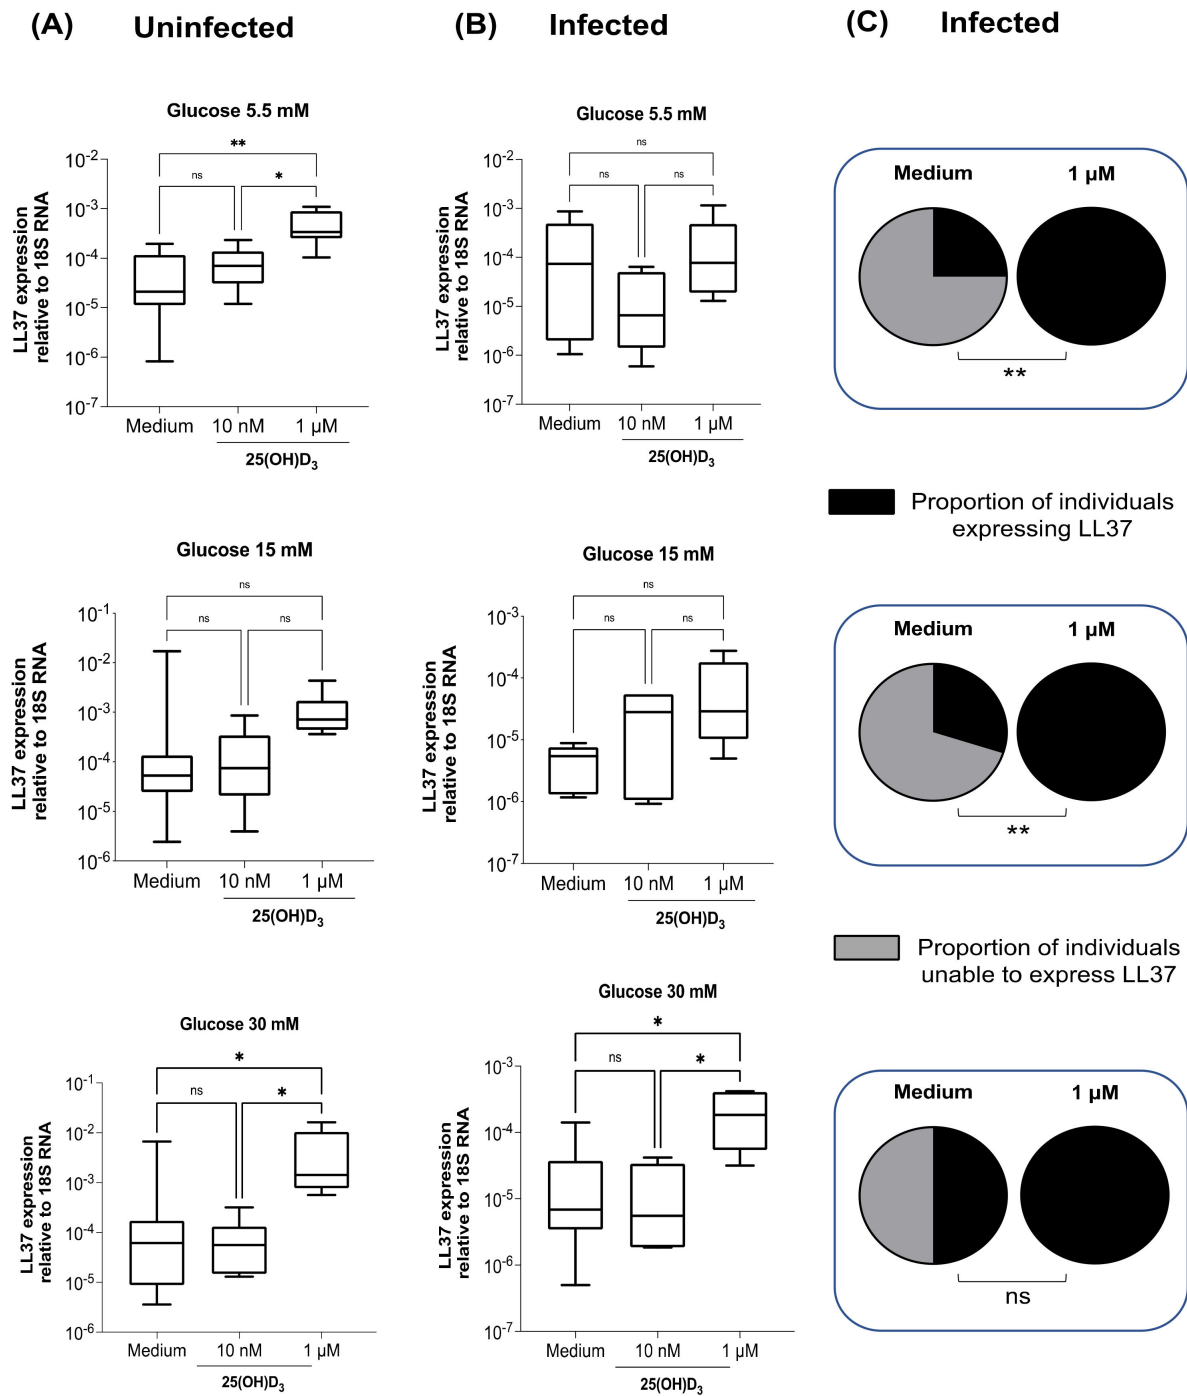 (A) Uninfected
Glucose 5.5 mM
LL37 expression
relative to 18S RNA
10-2
10-3
10-4
10-5
10-6
10-7
**
ns
*
Medium 10 nM 1 µM
25(OH)D3
Glucose 15 mM
LL37 expression
relative to 18S RNA
10-1
10-2
10-3
10-4
10-5
10-6
ns
ns
ns
Medium 10 nM 1 µM
25(OH)D3
Glucose 30 mM
LL37 expression
relative to 18S RNA
10-1
10-2
10-3
10-4
10-5
10-6
*
ns
*
Medium 10 nM 1 µM
25(OH)D3
(B) Infected
Glucose 5.5 mM
LL37 expression
relative to 18S RNA
10-2
10-3
10-4
10-5
10-6
10-7
ns
ns
ns
Medium 10 nM 1 µM
25(OH)D3
Glucose 15 mM
LL37 expression
relative to 18S RNA
10-3
10-4
10-5
10-6
10-7
ns
ns
ns
Medium 10 nM 1 µM
25(OH)D3
Glucose 30 mM
LL37 expression
relative to 18S RNA
10-3
10-4
10-5
10-6
10-7
*
ns
*
Medium 10 nM 1 µM
25(OH)D3
(C) Infected
Medium 1 µM
**
Proportion of individuals
expressing LL37
Medium 1 µM
**
Proportion of individuals
unable to express LL37
Medium 1 µM
ns